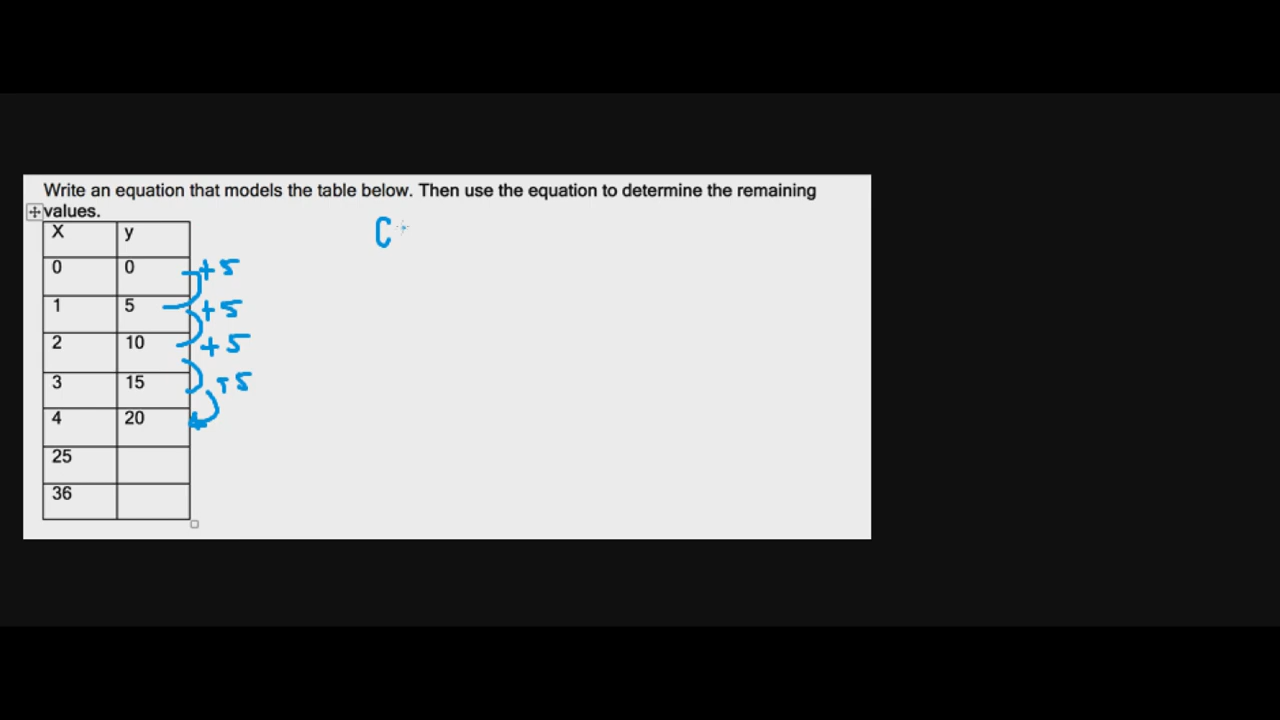 Write an equation that models the table below. Then use the equation to determine the remaining
values.
X y
0 0 +5
1 5 +5
2 10 +5
3 15 +5
4 20
25
36
C